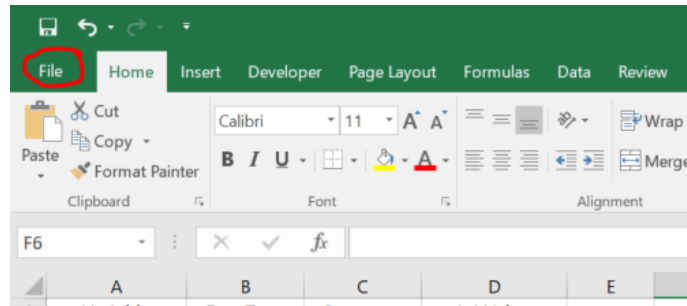 File Home Insert Developer Page Layout Formulas Data Review
Cut
Calibri 11 A A Wrap
Copy
Paste
B I U A Merge
Format Painter
Clipboard Font Alignment
F6 fx
A B C D E